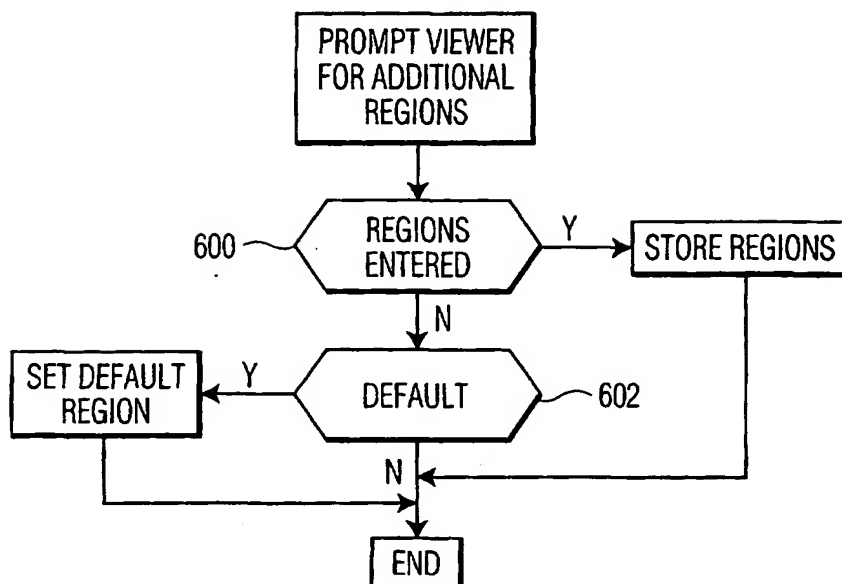 PROMPT VIEWER
FOR ADDITIONAL
REGIONS
600
REGIONS
ENTERED
Y
STORE REGIONS
N
SET DEFAULT
REGION
Y
DEFAULT
602
N
END